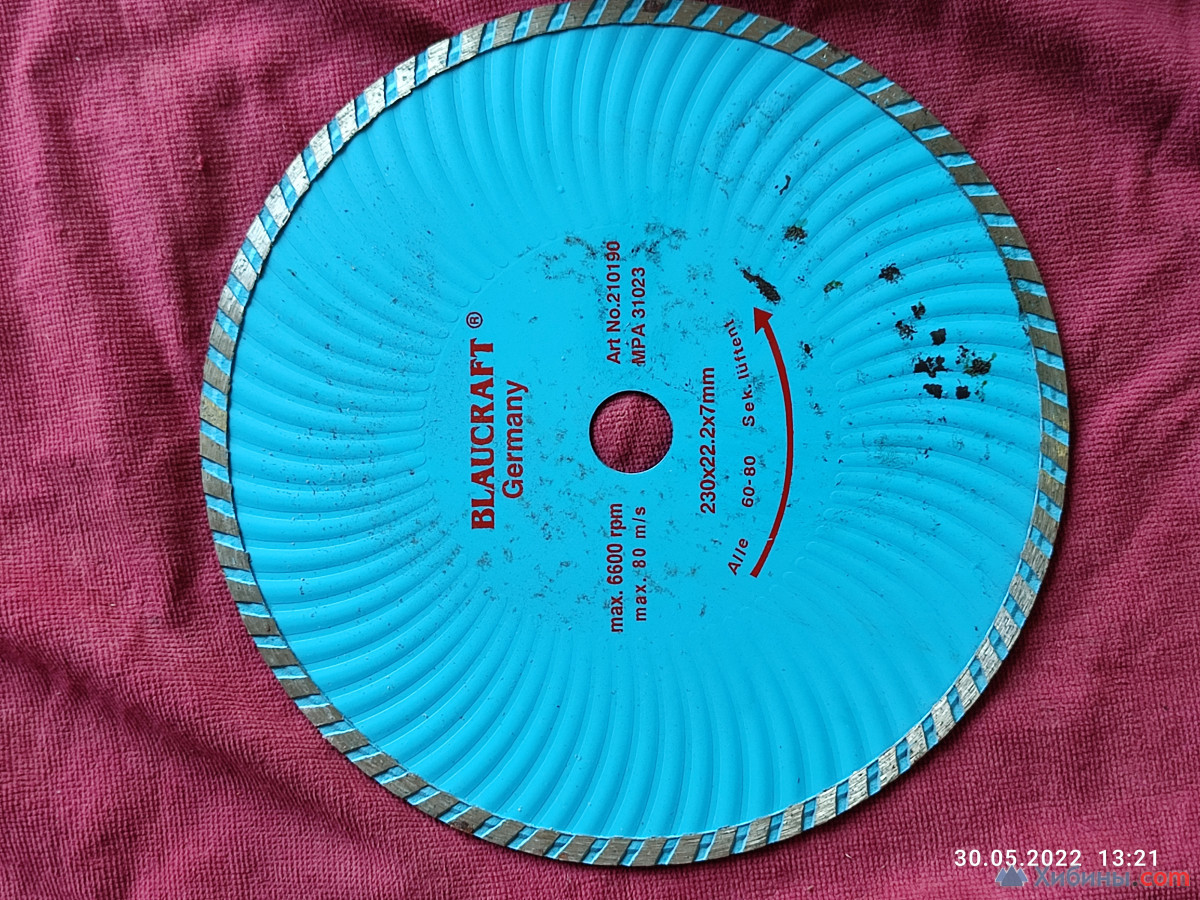 BLAUCRAFT ®
Germany
max. 6600 rpm
max. 80 m/s
Art No.210190
MPA 31023
230x22.2x7mm
Alle 60-80 Sek. lüften!
30.05.2022 13:21
Хибины.com